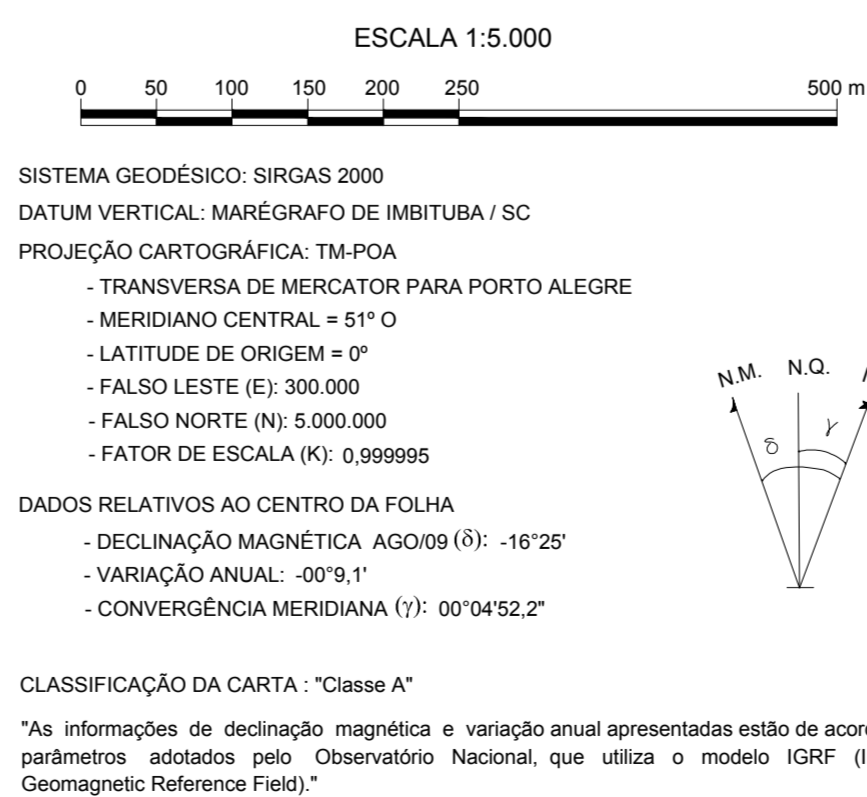 ESCALA 1:5.000
0 50 100 150 200 250 500 m
SISTEMA GEODÉSICO: SIRGAS 2000
DATUM VERTICAL: MARÉGRAFO DE IMBITUBA / SC
PROJEÇÃO CARTOGRÁFICA: TM-POA
- TRANSVERSA DE MERCATOR PARA PORTO ALEGRE
- MERIDIANO CENTRAL = 51º O
- LATITUDE DE ORIGEM = 0º
- FALSO LESTE (E): 300.000
- FALSO NORTE (N): 5.000.000
- FATOR DE ESCALA (K): 0,999995
N.M. N.Q.
δ γ
DADOS RELATIVOS AO CENTRO DA FOLHA
- DECLINAÇÃO MAGNÉTICA AGO/09 (δ): -16°25'
- VARIAÇÃO ANUAL: -00°9,1'
- CONVERGÊNCIA MERIDIANA (γ): 00°04'52,2"
CLASSIFICAÇÃO DA CARTA : "Classe A"
"As informações de declinação magnética e variação anual apresentadas estão de
parâmetros adotados pelo Observatório Nacional, que utiliza o modelo IGRF
Geomagnetic Reference Field)."